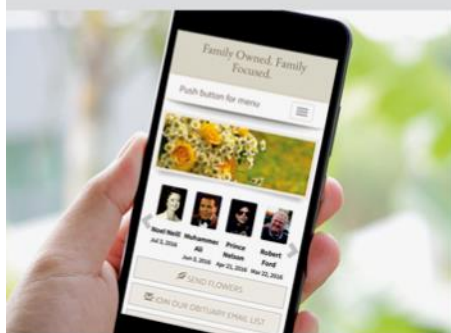 Family Owned. Family
Focused.
Push button for menu
Noel Neill
Jul 3, 2016
Muhammad
Ali
Jun 3, 2016
Prince
Nelson
Apr 21, 2016
Robert
Ford
Mar 22, 2016
SEND FLOWERS
JOIN OUR OBITUARY EMAIL LIST